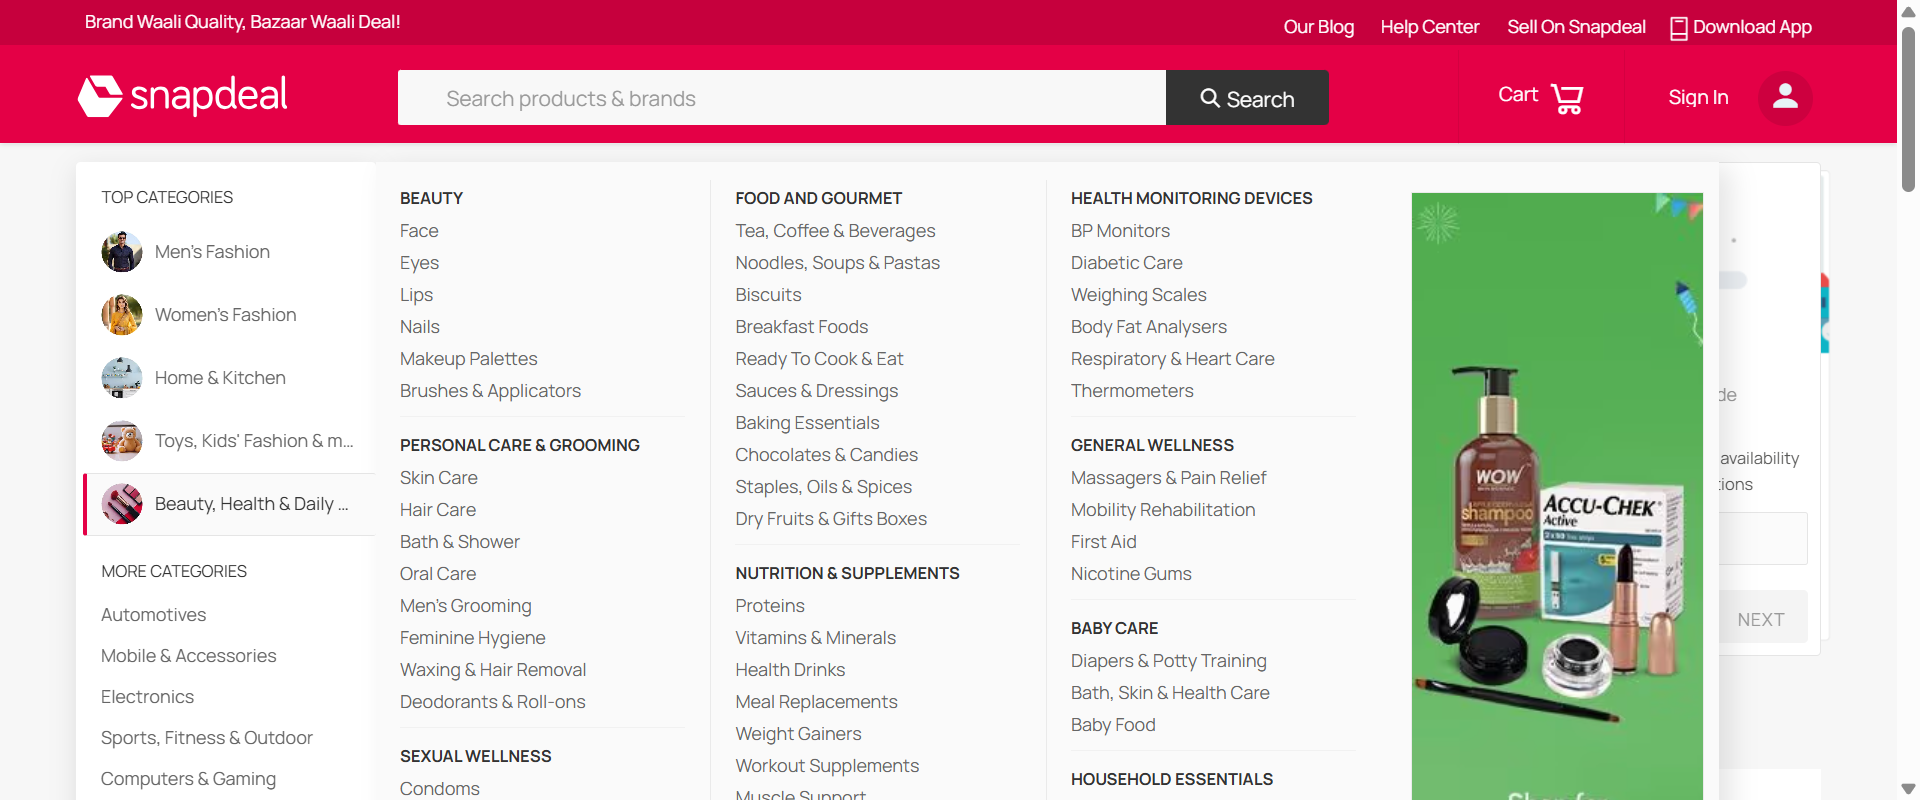 Brand Waali Quality, Bazaar Waali Deal!
Our Blog
Help Center
Sell On Snapdeal
Download App
snapdeal
Search products & brands
Search
Cart
Sign In
TOP CATEGORIES
Men's Fashion
Women's Fashion
Home & Kitchen
Toys, Kids' Fashion & m...
Beauty, Health & Daily ...
MORE CATEGORIES
Automotives
Mobile & Accessories
Electronics
Sports, Fitness & Outdoor
Computers & Gaming
BEAUTY
Face
Eyes
Lips
Nails
Makeup Palettes
Brushes & Applicators
PERSONAL CARE & GROOMING
Skin Care
Hair Care
Bath & Shower
Oral Care
Men's Grooming
Feminine Hygiene
Waxing & Hair Removal
Deodorants & Roll-ons
SEXUAL WELLNESS
Condoms
FOOD AND GOURMET
Tea, Coffee & Beverages
Noodles, Soups & Pastas
Biscuits
Breakfast Foods
Ready To Cook & Eat
Sauces & Dressings
Baking Essentials
Chocolates & Candies
Staples, Oils & Spices
Dry Fruits & Gifts Boxes
NUTRITION & SUPPLEMENTS
Proteins
Vitamins & Minerals
Health Drinks
Meal Replacements
Weight Gainers
Workout Supplements
Muscle Support
HEALTH MONITORING DEVICES
BP Monitors
Diabetic Care
Weighing Scales
Body Fat Analysers
Respiratory & Heart Care
Thermometers
GENERAL WELLNESS
Massagers & Pain Relief
Mobility Rehabilitation
First Aid
Nicotine Gums
BABY CARE
Diapers & Potty Training
Bath, Skin & Health Care
Baby Food
HOUSEHOLD ESSENTIALS
WOW
shampoo
ACCU-CHEK
Active
de
availability
tions
NEXT